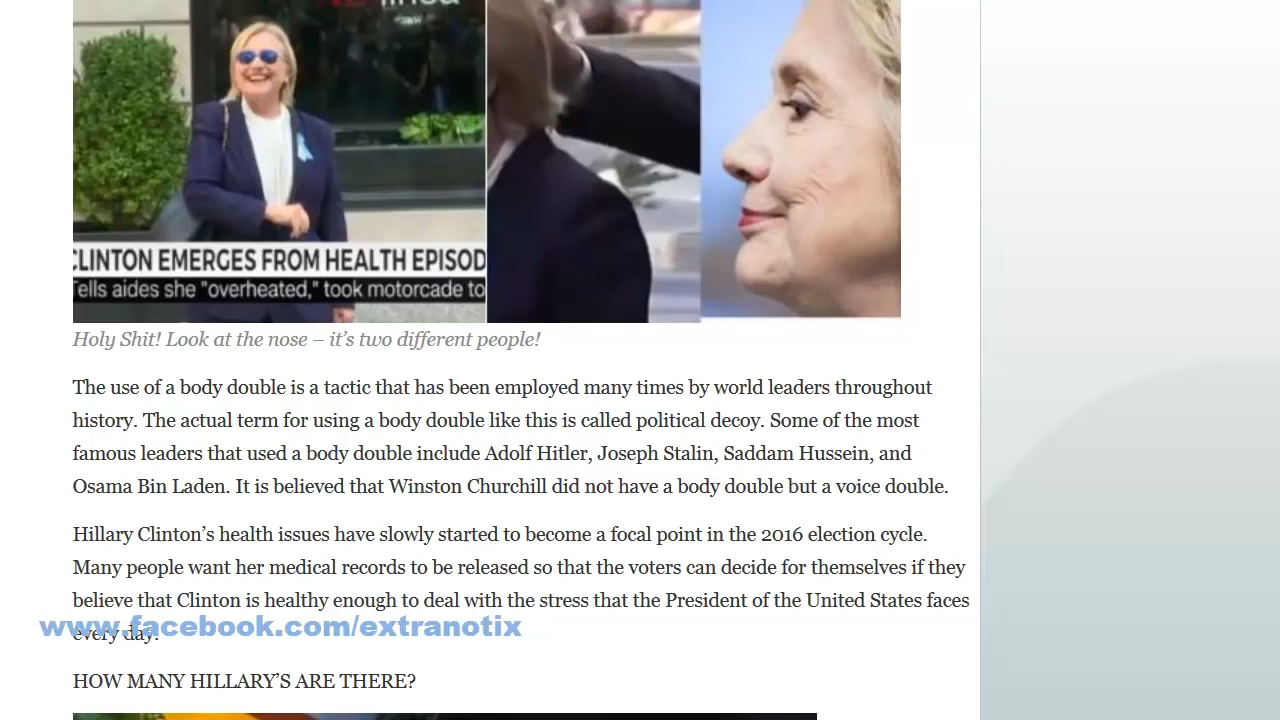 CLINTON EMERGES FROM HEALTH EPISOD
Tells aides she "overheated," took motorcade to
Holy Shit! Look at the nose – it’s two different people!
The use of a body double is a tactic that has been employed many times by world leaders throughout
history. The actual term for using a body double like this is called political decoy. Some of the most
famous leaders that used a body double include Adolf Hitler, Joseph Stalin, Saddam Hussein, and
Osama Bin Laden. It is believed that Winston Churchill did not have a body double but a voice double.
Hillary Clinton’s health issues have slowly started to become a focal point in the 2016 election cycle.
Many people want her medical records to be released so that the voters can decide for themselves if they
believe that Clinton is healthy enough to deal with the stress that the President of the United States faces
every day.
www.facebook.com/extranotix
HOW MANY HILLARY’S ARE THERE?